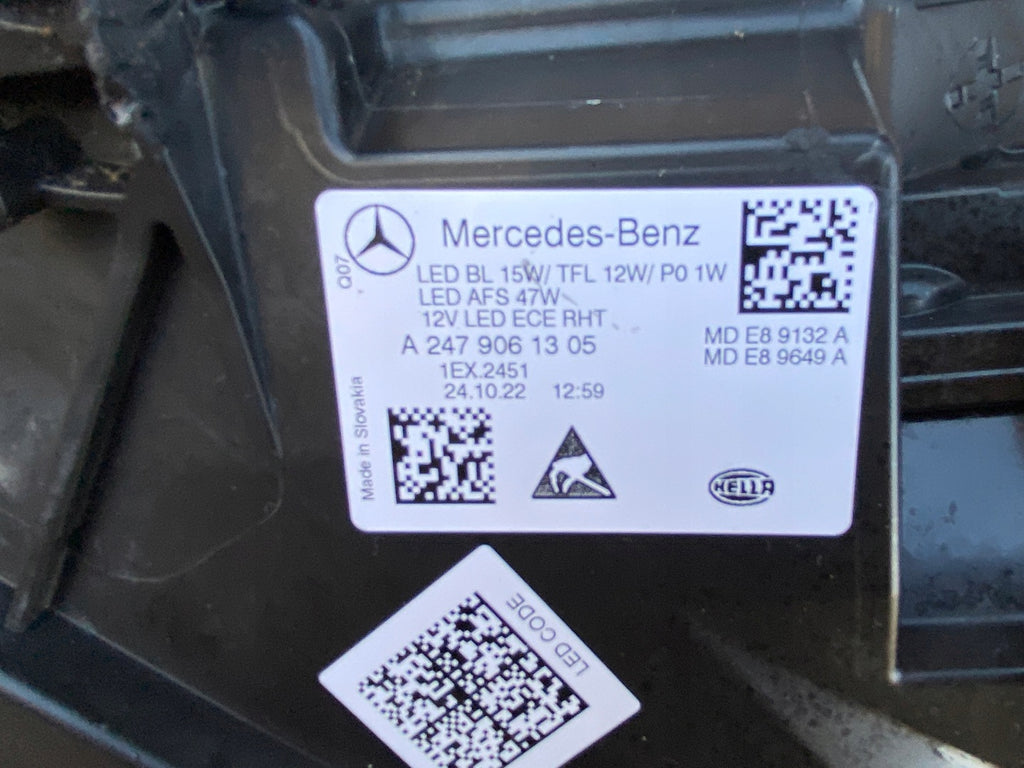 Mercedes-Benz
Q07
LED BL 15W/ TFL 12W/ P0 1W
LED AFS 47W
12V LED ECE RHT
A 247 906 13 05
MD E8 9132 A
MD E8 9649 A
1EX.2451
24.10.22 12:59
Made in Slovakia
HELLA
LED CODE